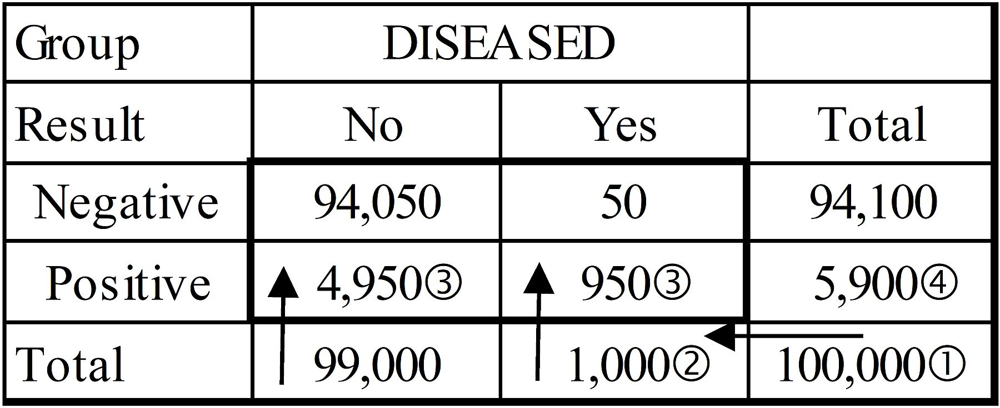 Group DISEASED
Result No Yes Total
Negative 94,050 50 94,100
Positive 4,950③ 950③ 5,900④
Total 99,000 1,000② 100,000①